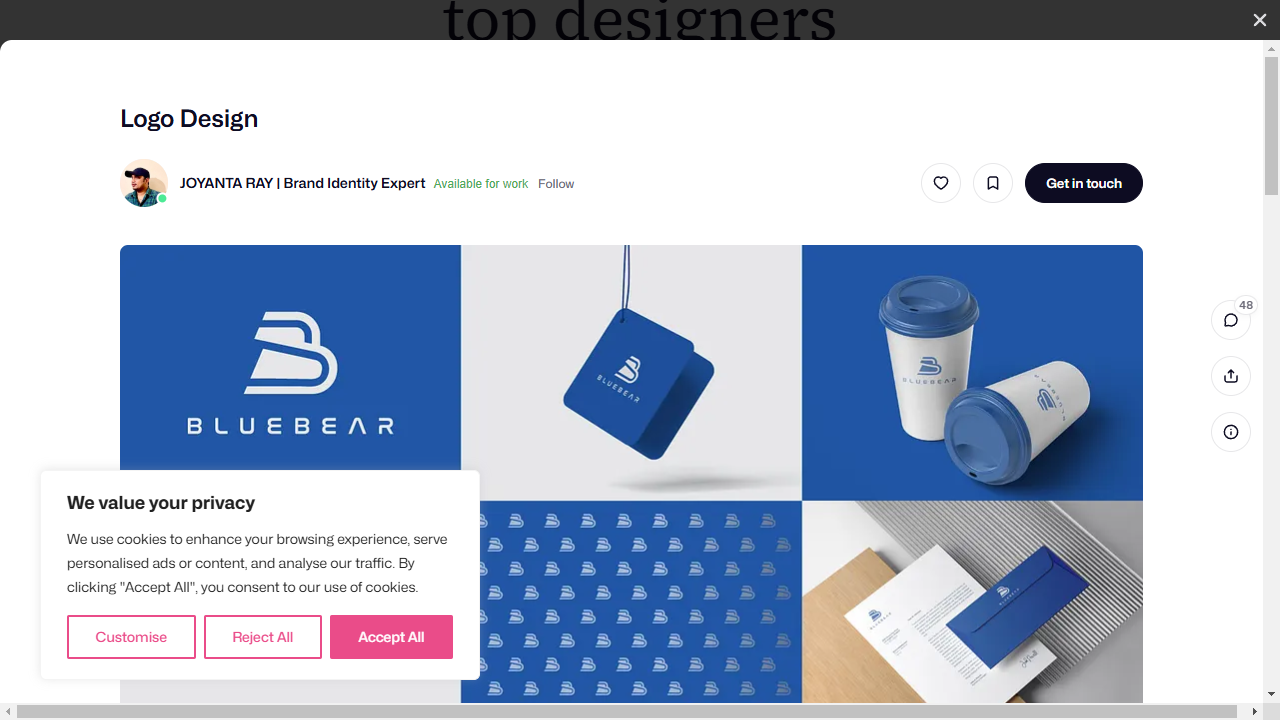 top designers
Logo Design
JOYANTA RAY | Brand Identity Expert Available for work Follow
Get in touch
48
BLUEBEAR
BLUEBEAR
BLUEBEAR
BLUEBEAR
BLUEBEAR
We value your privacy
We use cookies to enhance your browsing experience, serve
personalised ads or content, and analyse our traffic. By
clicking "Accept All", you consent to our use of cookies.
Customise
Reject All
Accept All